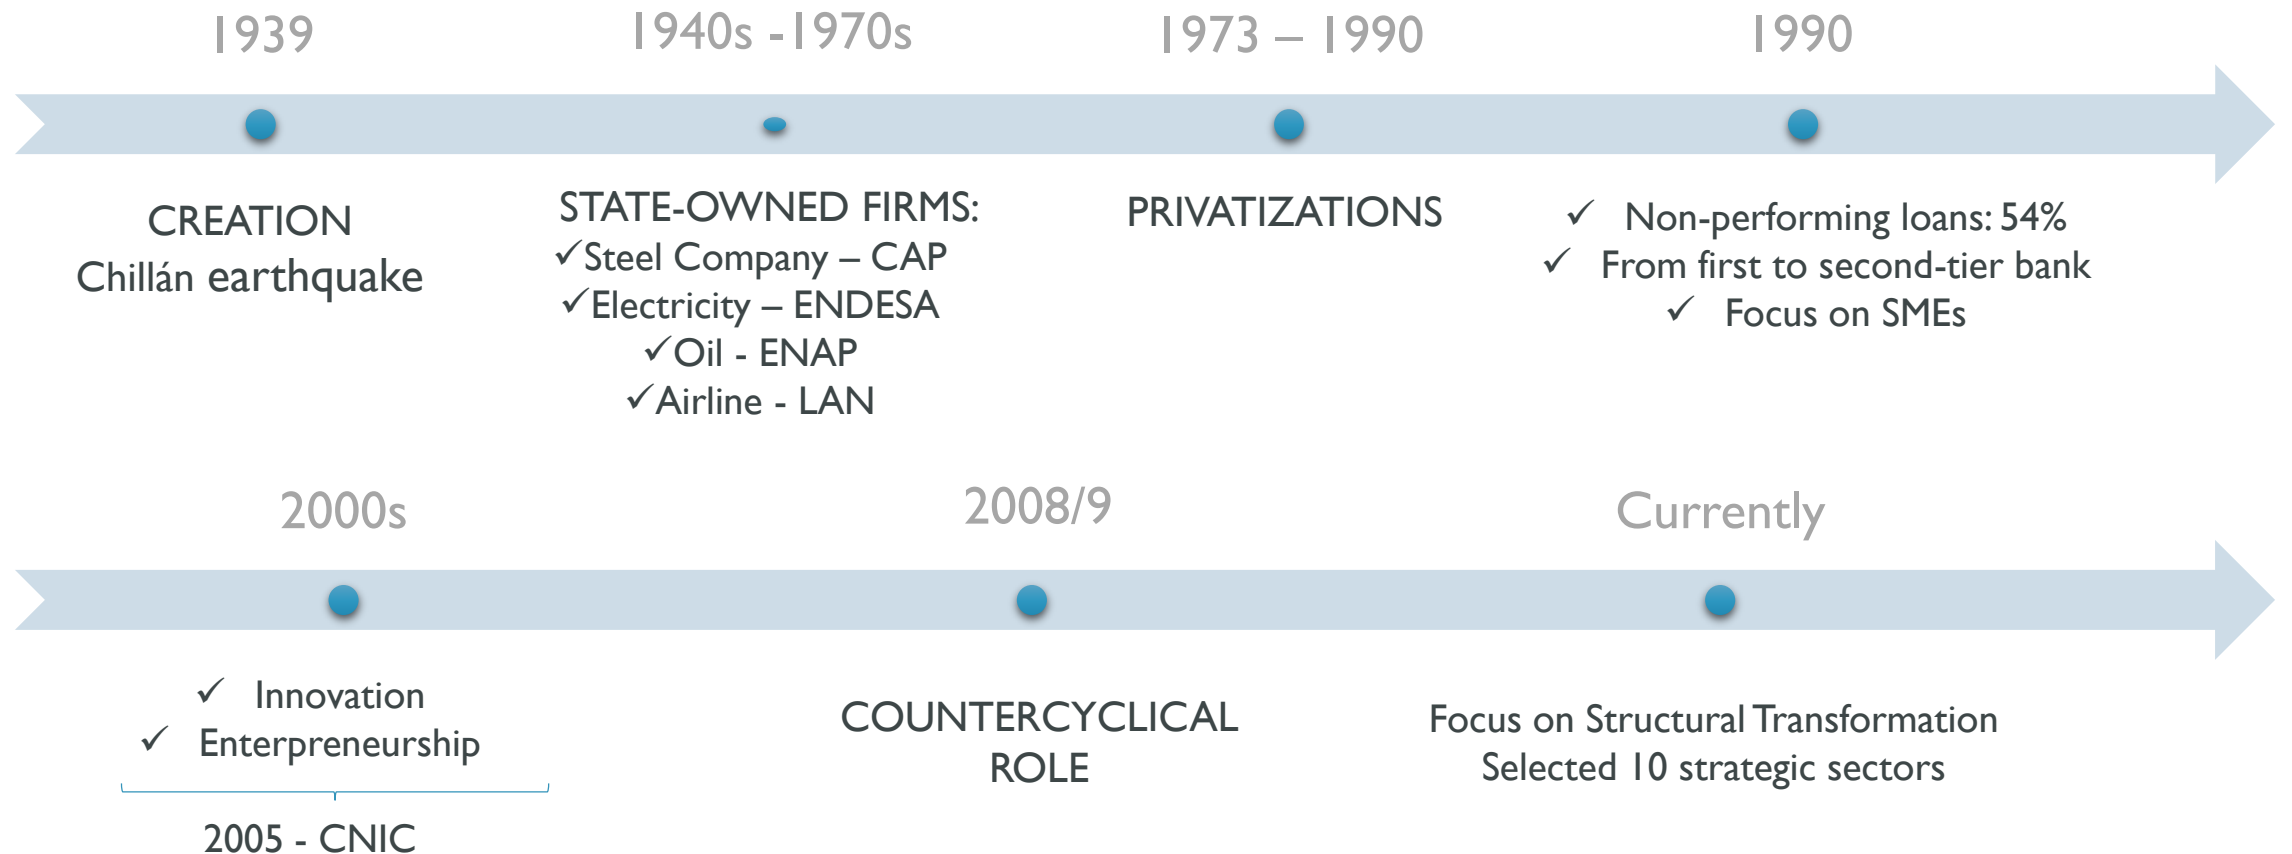 1939
1940s -1970s
1973 – 1990
1990
CREATION
Chillán earthquake
STATE-OWNED FIRMS:
✓Steel Company – CAP
✓Electricity – ENDESA
✓Oil - ENAP
✓Airline - LAN
PRIVATIZATIONS
✓ Non-performing loans: 54%
✓ From first to second-tier bank
✓ Focus on SMEs
2000s
2008/9
Currently
✓ Innovation
✓ Enterpreneurship
2005 - CNIC
COUNTERCYCLICAL
ROLE
Focus on Structural Transformation
Selected 10 strategic sectors